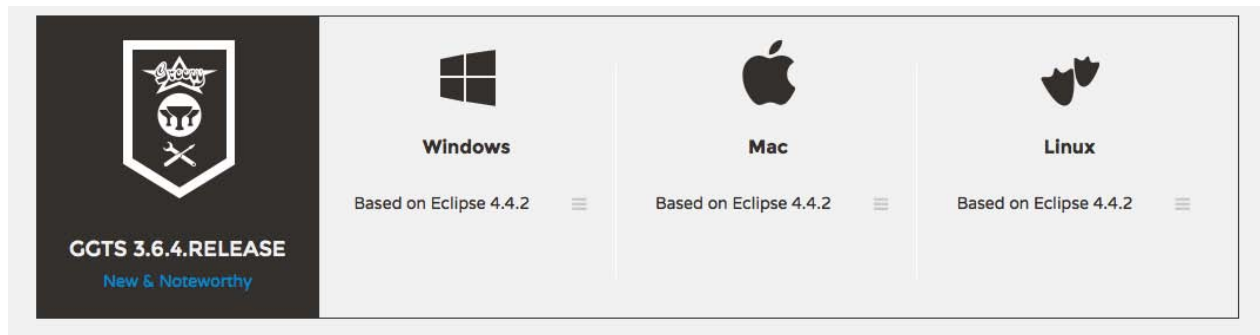 Groovy
GGTS 3.6.4.RELEASE
New & Noteworthy
Windows
Based on Eclipse 4.4.2
Mac
Based on Eclipse 4.4.2
Linux
Based on Eclipse 4.4.2